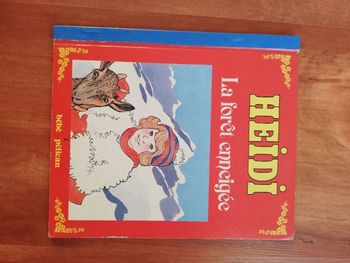 HEIDI
La forêt enneigée
bébé pélican